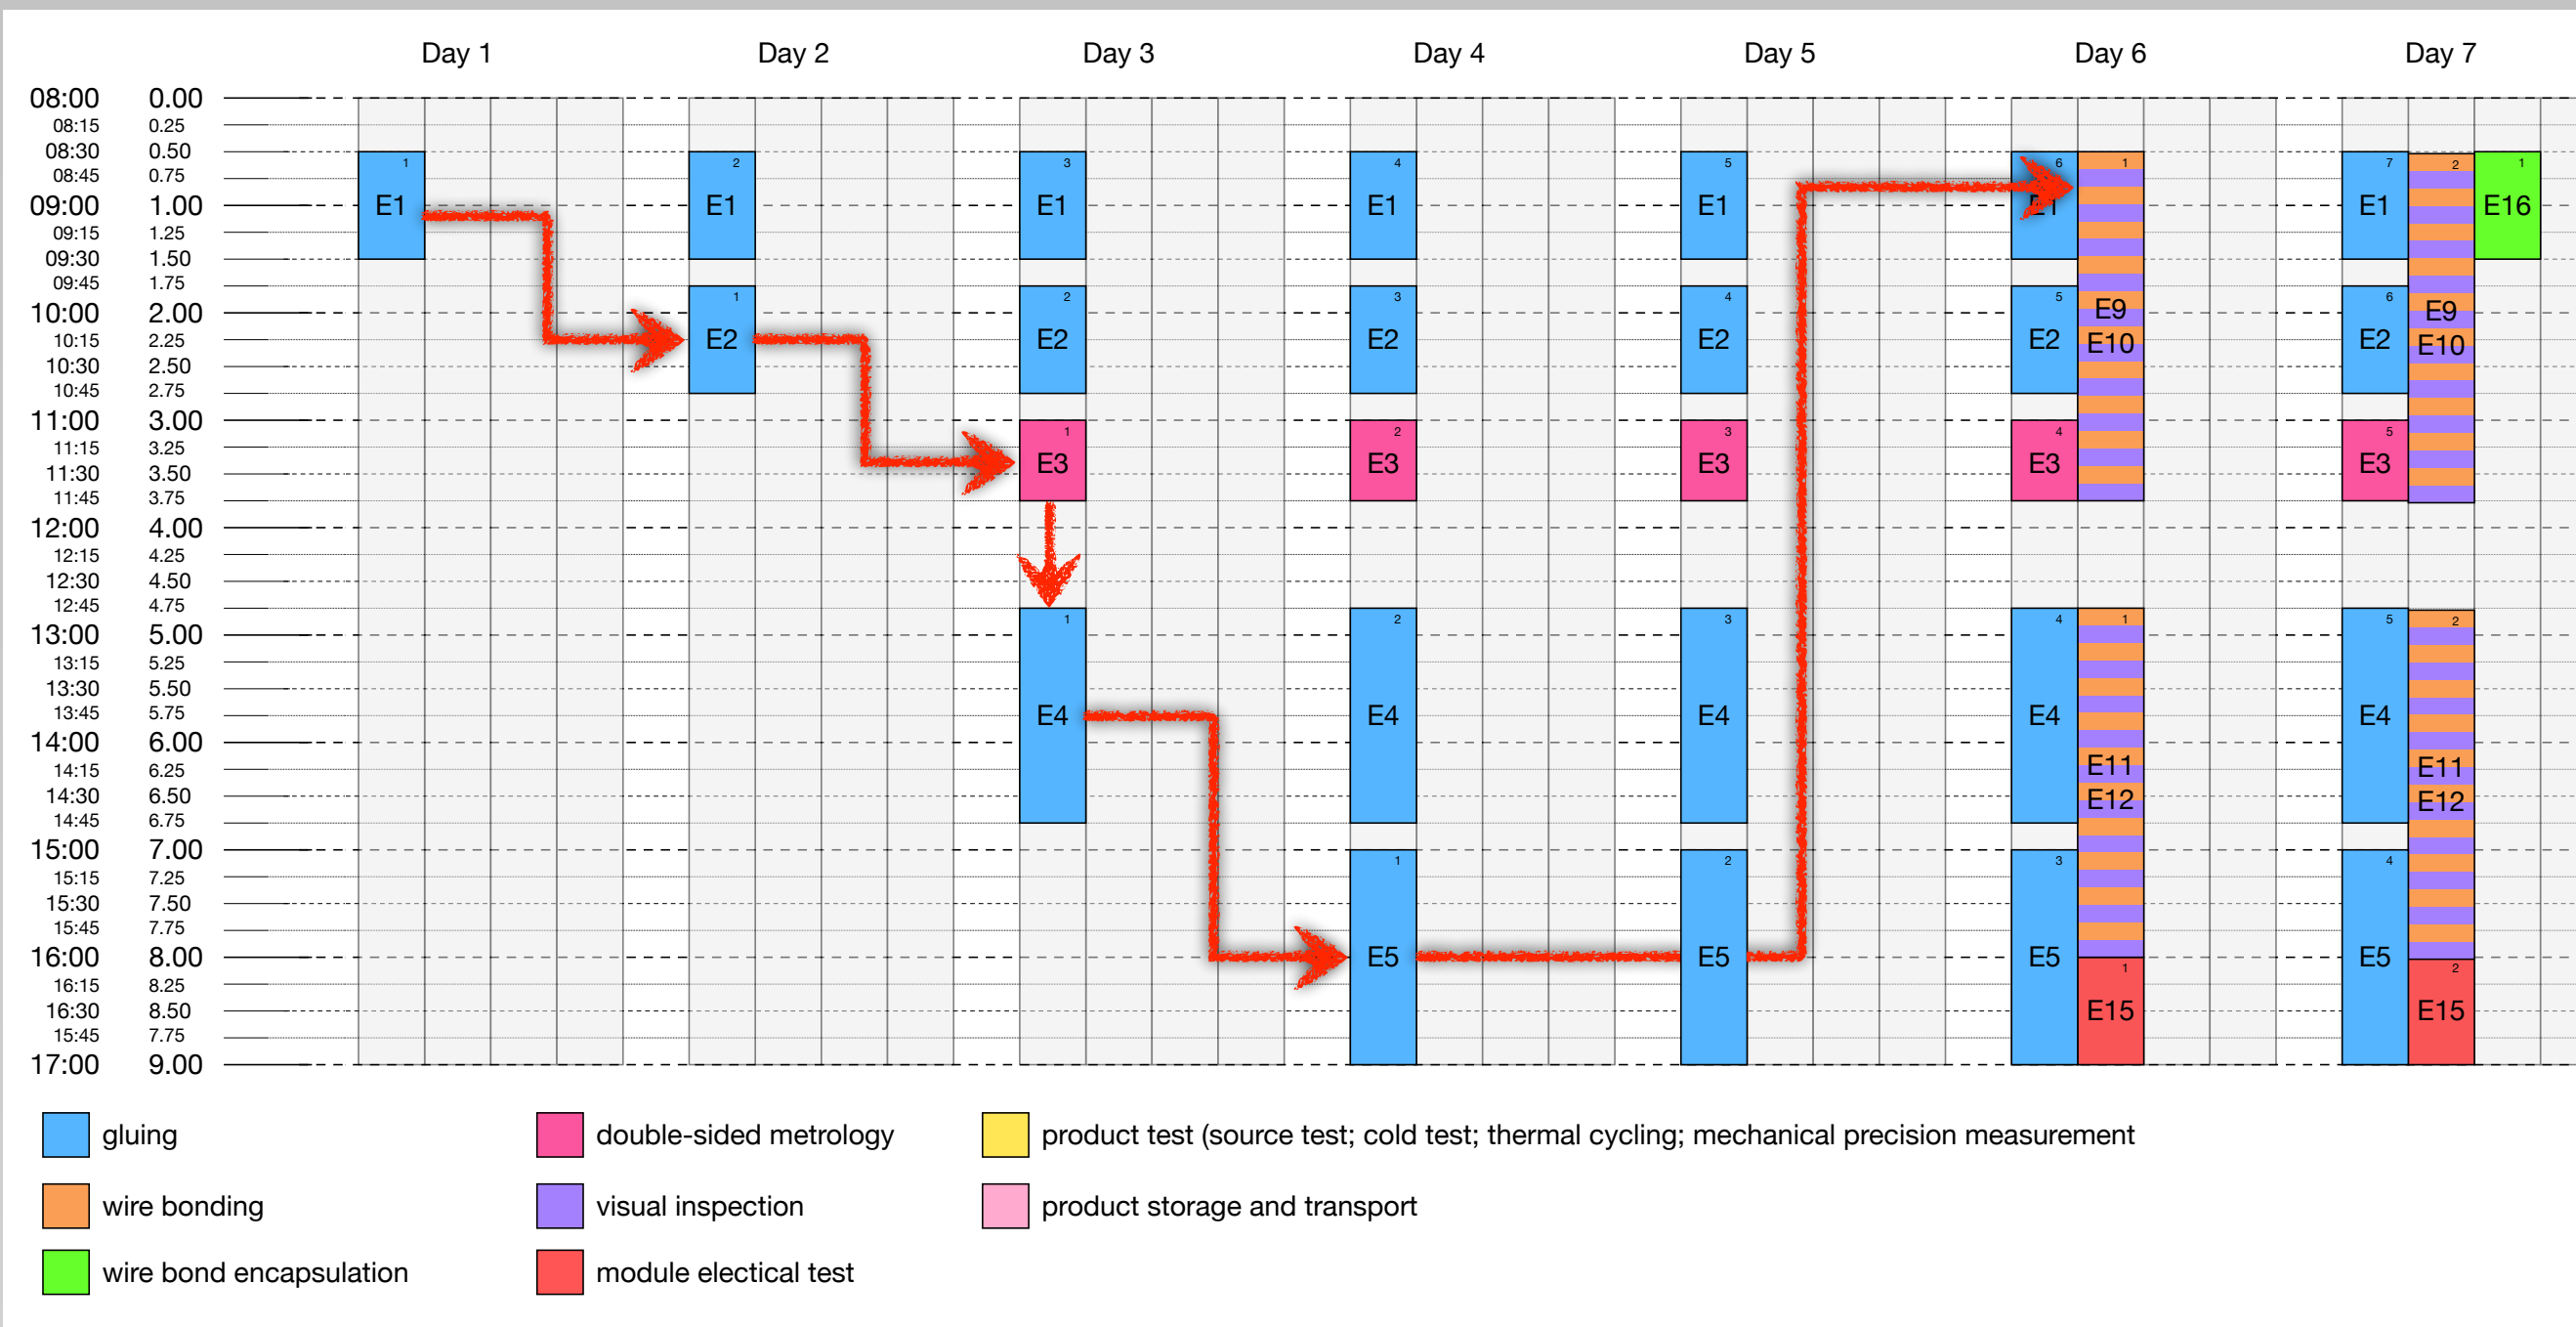 Day 1 Day 2 Day 3 Day 4 Day 5 Day 6 Day 7
08:00 0.00
08:15 0.25
08:30 0.50
1 2 3 4 5 6 1 7 2 1
08:45 0.75
09:00 1.00 E1 E1 E1 E1 E1 E1 E1 E16
09:15 1.25
09:30 1.50
09:45 1.75
1 2 3 4 5 6
10:00 2.00 E9 E9
10:15 2.25 E2 E2 E2 E2 E2 E10 E2 E10
10:30 2.50
10:45 2.75
11:00 3.00
1 2 3 4 5
11:15 3.25
11:30 3.50 E3 E3 E3 E3 E3
11:45 3.75
12:00 4.00
12:15 4.25
12:30 4.50
12:45 4.75
1 2 3 4 1 5 2
13:00 5.00
13:15 5.25
13:30 5.50
13:45 5.75 E4 E4 E4 E4 E4
14:00 6.00
14:15 6.25 E11 E11
14:30 6.50 E12 E12
14:45 6.75
15:00 7.00
1 2 3 4
15:15 7.25
15:30 7.50
15:45 7.75
16:00 8.00 E5 E5 E5 E5
1 2
16:15 8.25
16:30 8.50 E15 E15
15:45 7.75
17:00 9.00
gluing double-sided metrology product test (source test; cold test; thermal cycling; mechanical precision measurement
wire bonding visual inspection product storage and transport
wire bond encapsulation module electical test